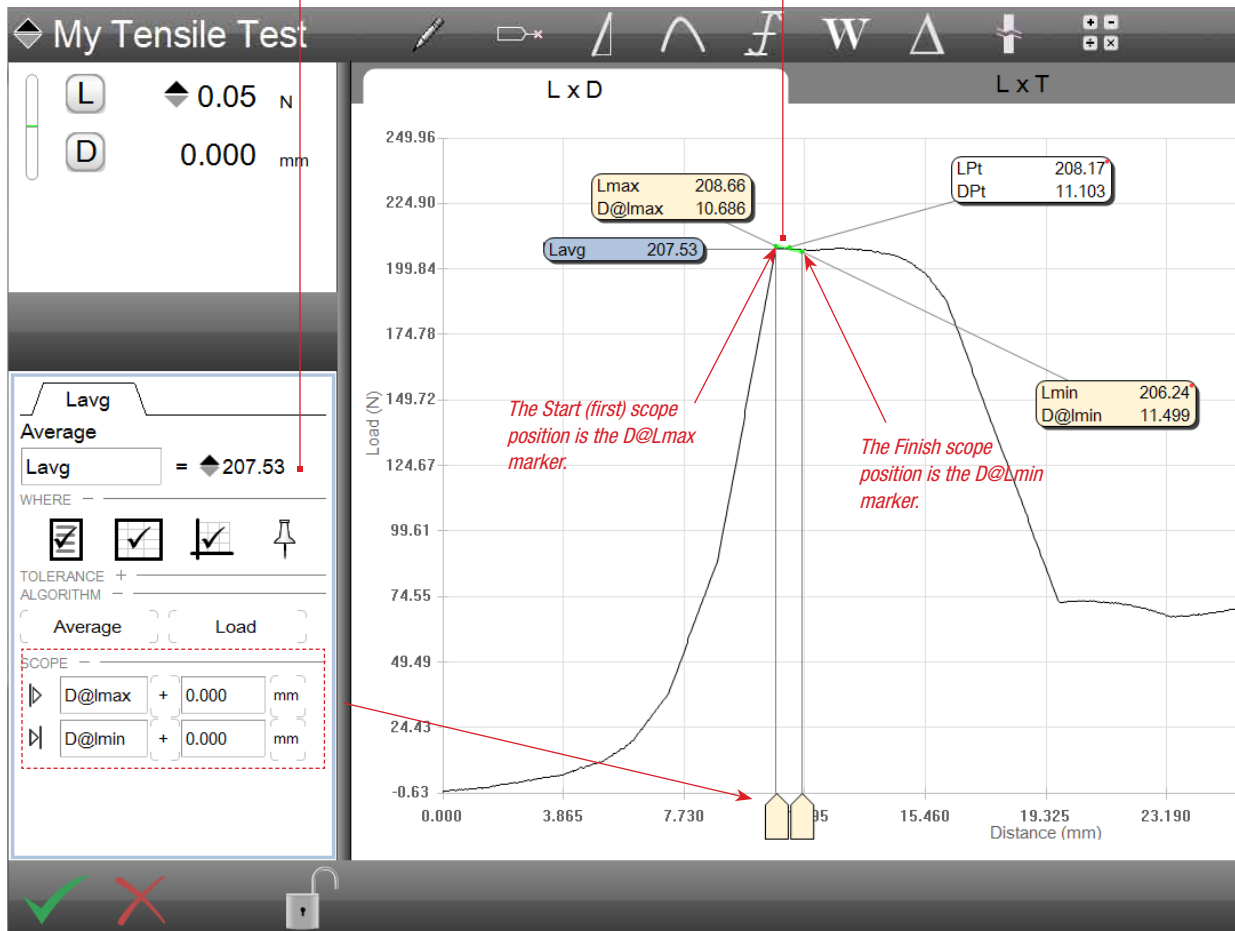 My Tensile Test
W
L 0.05 N
D 0.000 mm
Lavg
Average
Lavg = 207.53
WHERE −
TOLERANCE +
ALGORITHM −
Average Load
SCOPE −
D@lmax + 0.000 mm
D@lmin + 0.000 mm
L x D
L x T
249.96
224.90
199.84
174.78
149.72
124.67
99.61
74.55
49.49
24.43
-0.63
Load (N)
Lmax 208.66
D@lmax 10.686
Lavg 207.53
LPt 208.17
DPt 11.103
Lmin 206.24
D@lmin 11.499
The Start (first) scope
position is the D@Lmax
marker.
The Finish scope
position is the D@Lmin
marker.
0.000 3.865 7.730 15.460 19.325 23.190
Distance (mm)